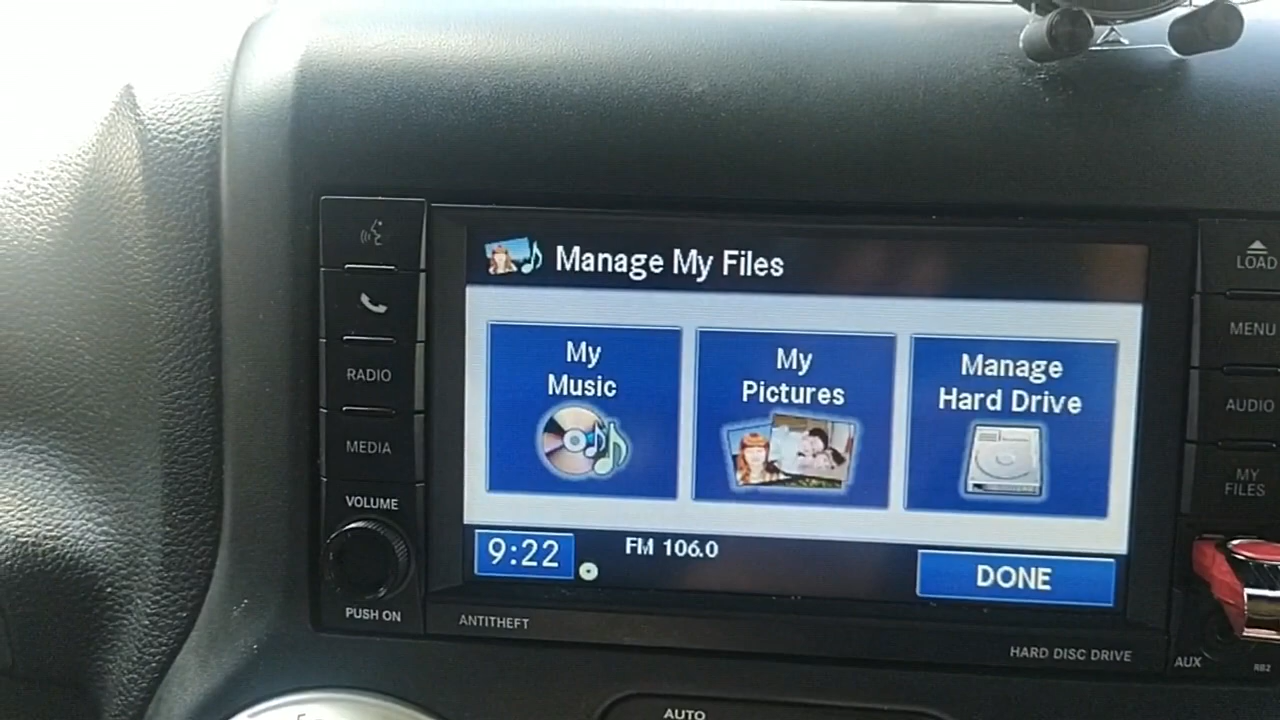 Manage My Files
My
Music
My
Pictures
Manage
Hard Drive
9:22
FM 106.0
DONE
RADIO
MEDIA
VOLUME
PUSH ON
ANTITHEFT
HARD DISC DRIVE
LOAD
MENU
AUDIO
MY
FILES
AUX
RB2
AUTO